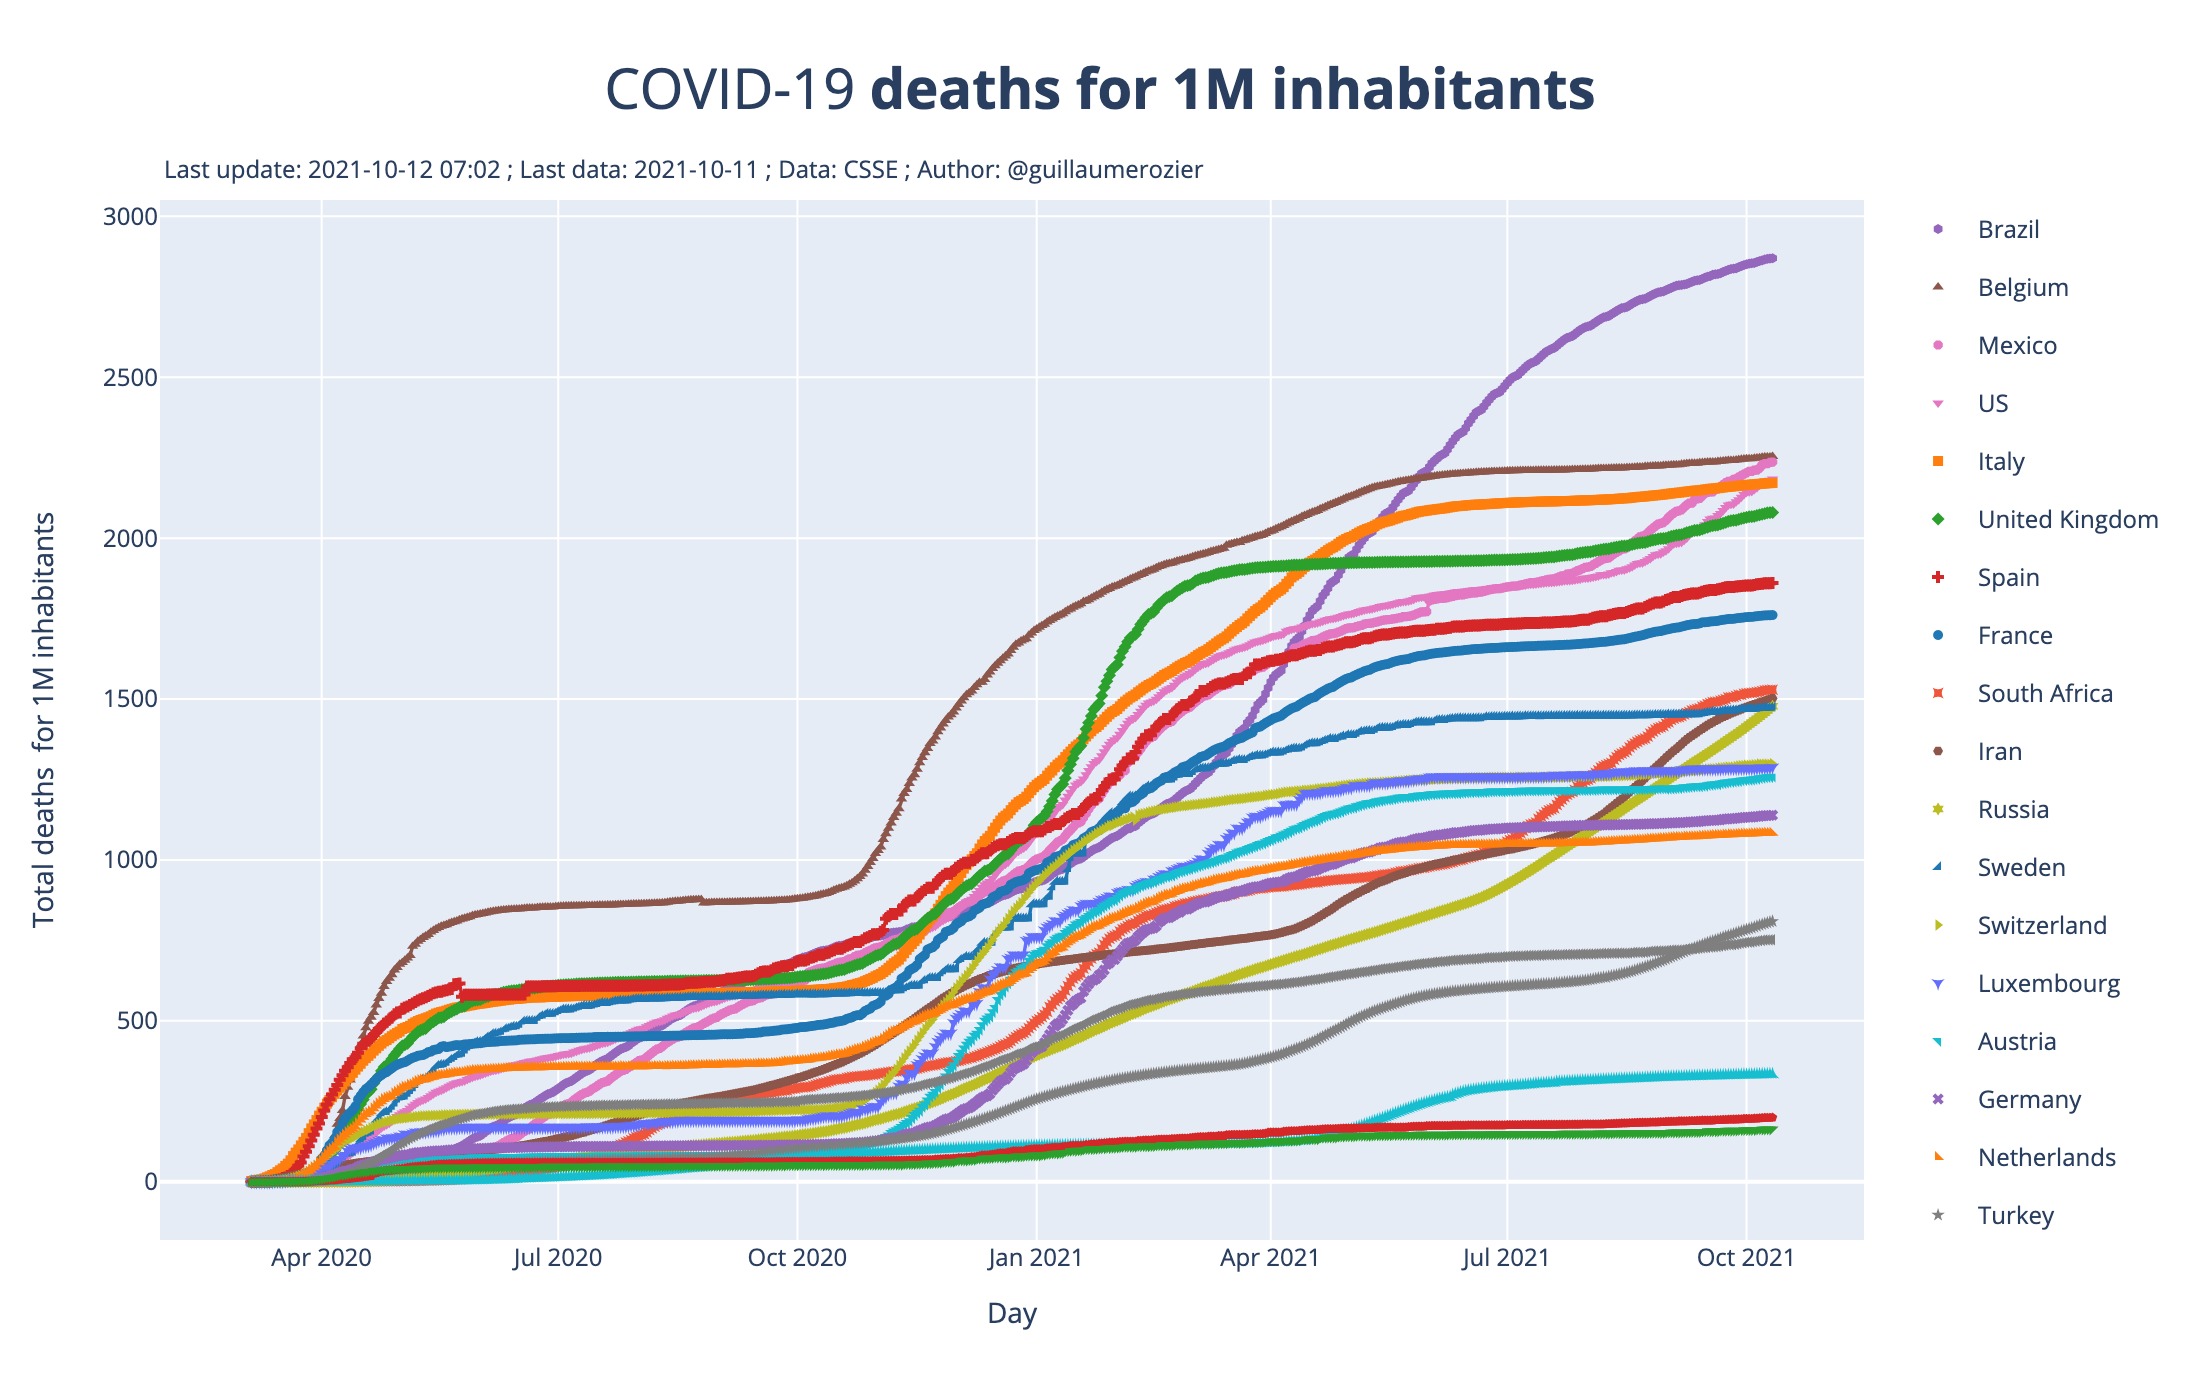 COVID-19 deaths for 1M inhabitants
Last update: 2021-10-12 07:02 ; Last data: 2021-10-11 ; Data: CSSE ; Author: @guillaumerozier
3000
2500
2000
1500
1000
500
0
Total deaths for 1M inhabitants
Apr 2020
Jul 2020
Oct 2020
Jan 2021
Apr 2021
Jul 2021
Oct 2021
Day
Brazil
Belgium
Mexico
US
Italy
United Kingdom
Spain
France
South Africa
Iran
Russia
Sweden
Switzerland
Luxembourg
Austria
Germany
Netherlands
Turkey